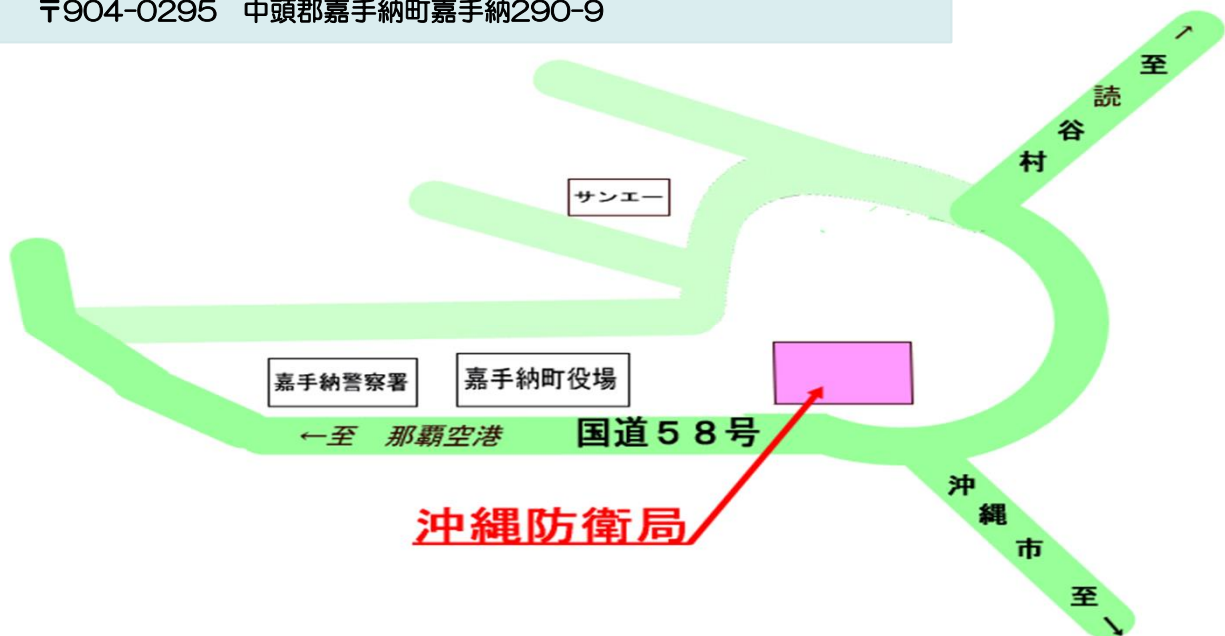 〒904-0295　中頭郡嘉手納町嘉手納290-9
至読谷村
↑
サンエー
嘉手納警察署
嘉手納町役場
←至　那覇空港
国道５８号
沖縄防衛局
沖縄市　至
↓